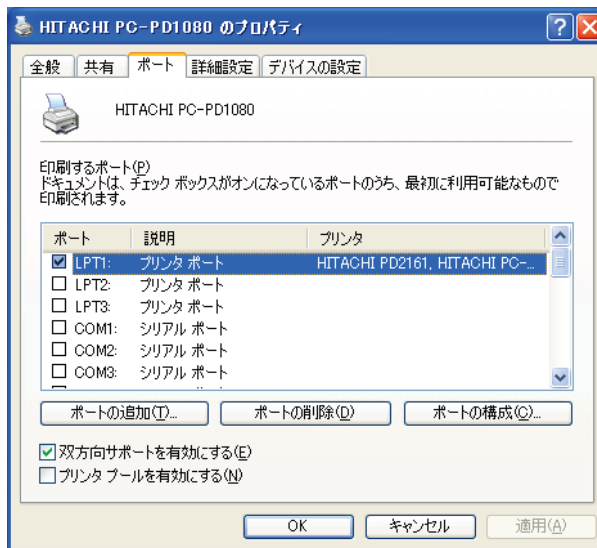 HITACHI PC-PD1080 のプロパティ
全般 共有 ポート 詳細設定 デバイスの設定
HITACHI PC-PD1080
印刷するポート(P)
ドキュメントは、チェック ボックスがオンになっているポートのうち、最初に利用可能なもので
印刷されます。
ポート 説明 プリンタ
LPT1: プリンタ ポート HITACHI PD2161, HITACHI PC-...
LPT2: プリンタ ポート
LPT3: プリンタ ポート
COM1: シリアル ポート
COM2: シリアル ポート
COM3: シリアル ポート
ポートの追加(T)... ポートの削除(D) ポートの構成(C)...
双方向サポートを有効にする(E)
プリンタ プールを有効にする(N)
OK キャンセル 適用(A)